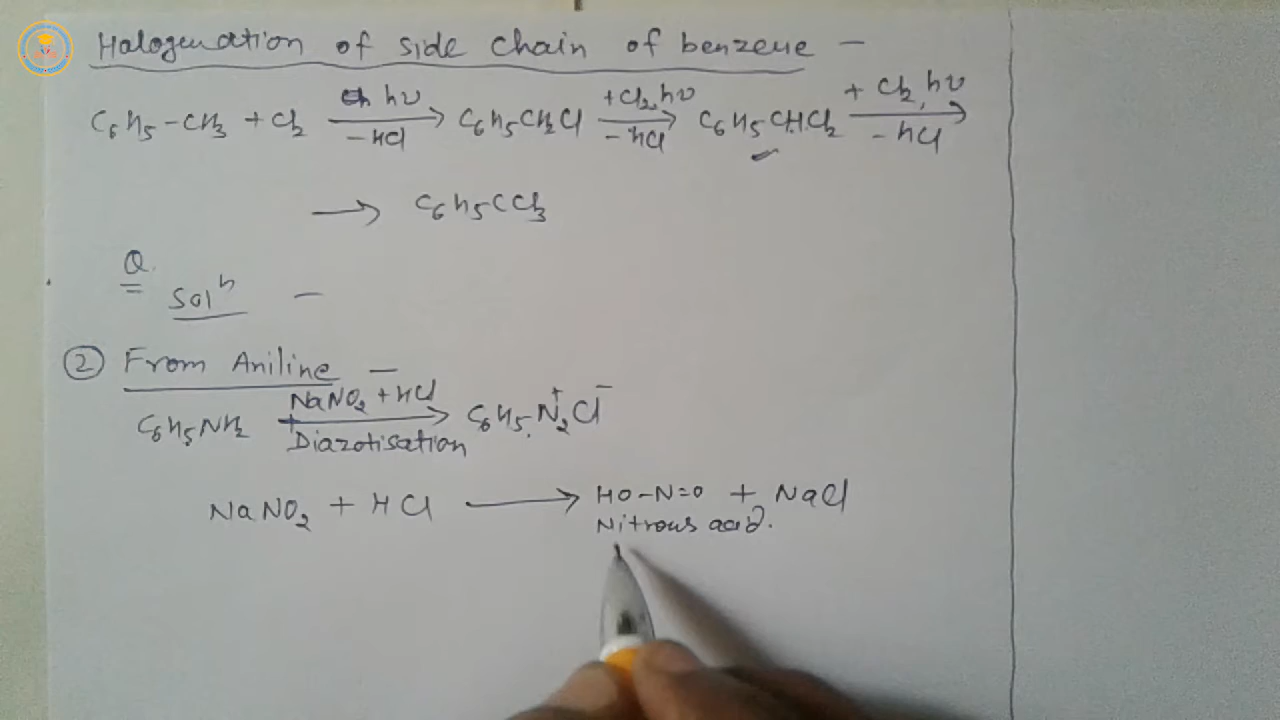 Halogenation of side chain of benzene -
C6H5-CH3 + Cl2 hν -HCl → C6H5CH2Cl +Cl2, hν -HCl → C6H5CHCl2 + Cl2, hν - HCl →
→ C6H5CCl3
Q.
Solⁿ -
② From Aniline -
C6H5NH2 NaNO2 + HCl Diazotisation → C6H5N2⁺Cl⁻
NaNO2 + HCl → HO-N=O + NaCl
Nitrous acid.